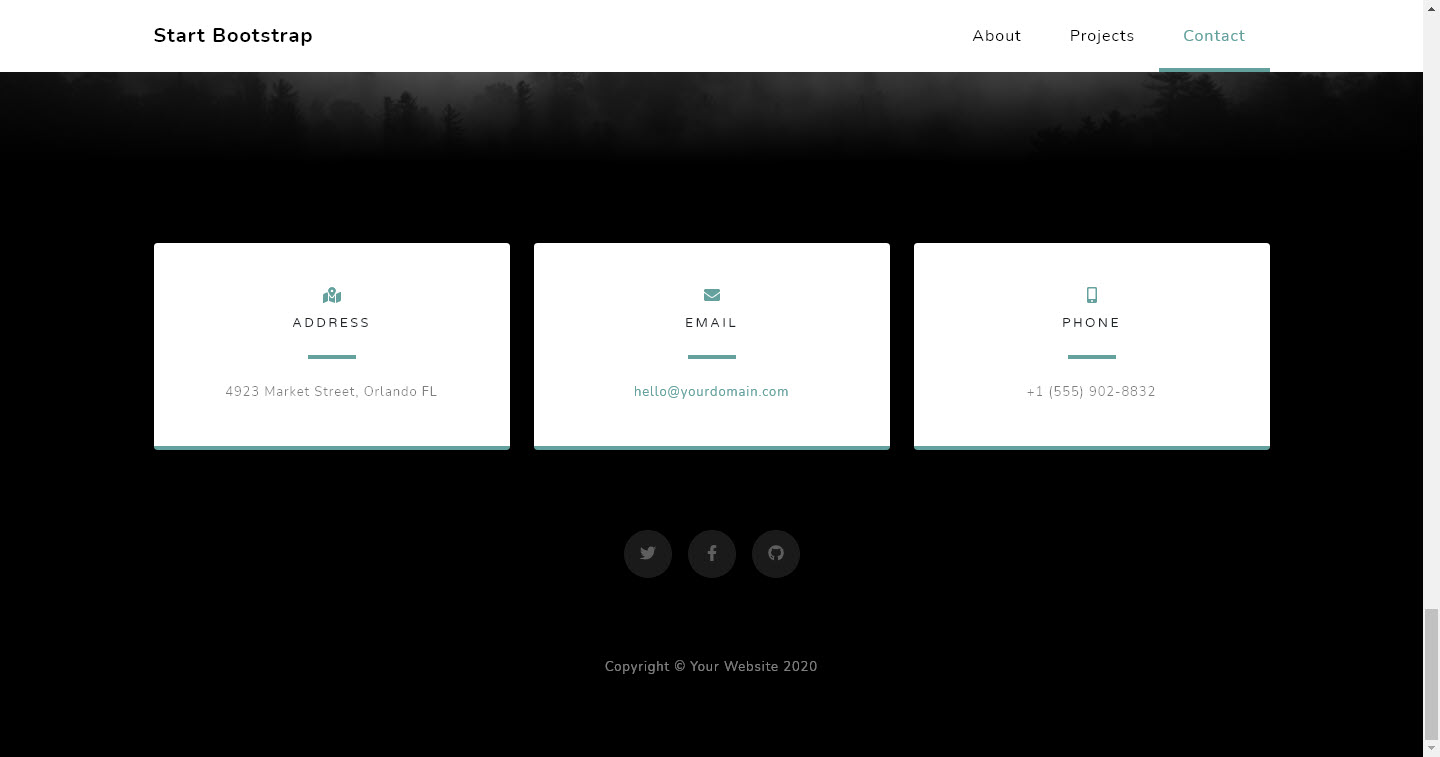 Start Bootstrap
About
Projects
Contact
ADDRESS
4923 Market Street, Orlando FL
EMAIL
hello@yourdomain.com
PHONE
+1 (555) 902-8832
Copyright © Your Website 2020